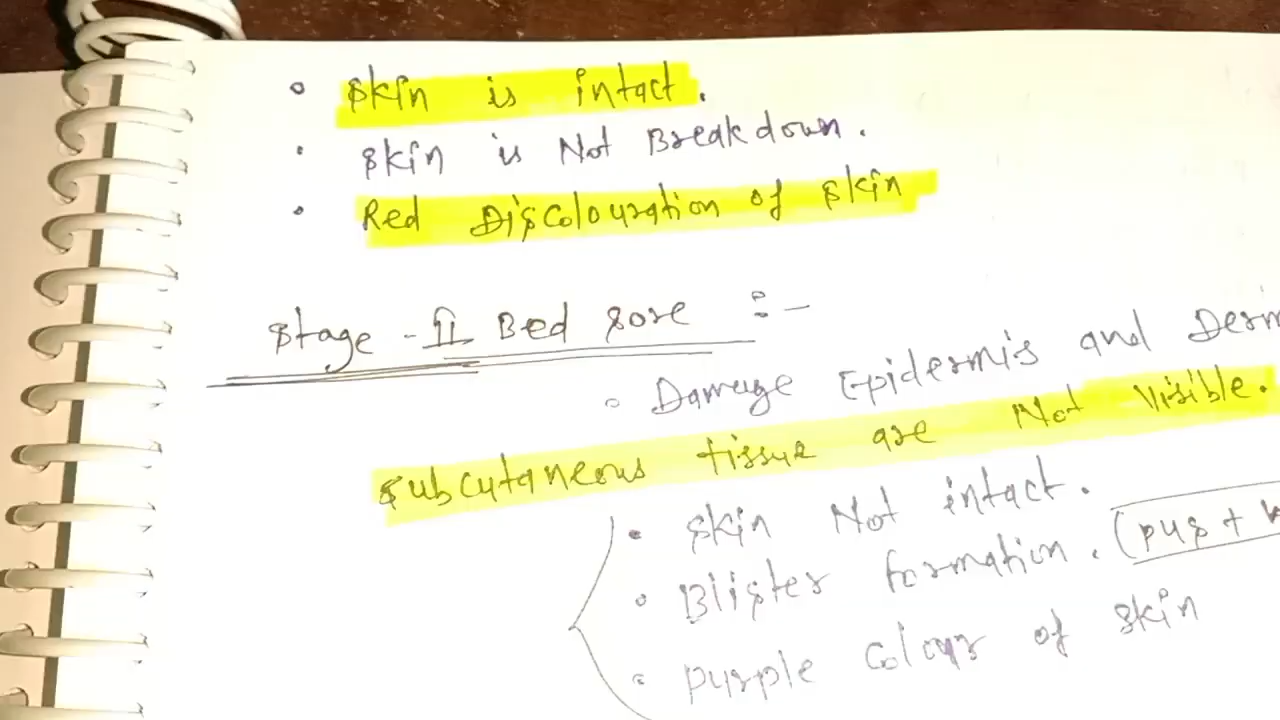 Skin is intact.
Skin is Not Breakdown.
Red Discolouration of skin
Stage - II Bed sore :-
Damage Epidermis and Derm
Subcutaneous tissue are Not Visible.
Skin Not intact.
Blister formation. (pus +
Purple Colour of skin